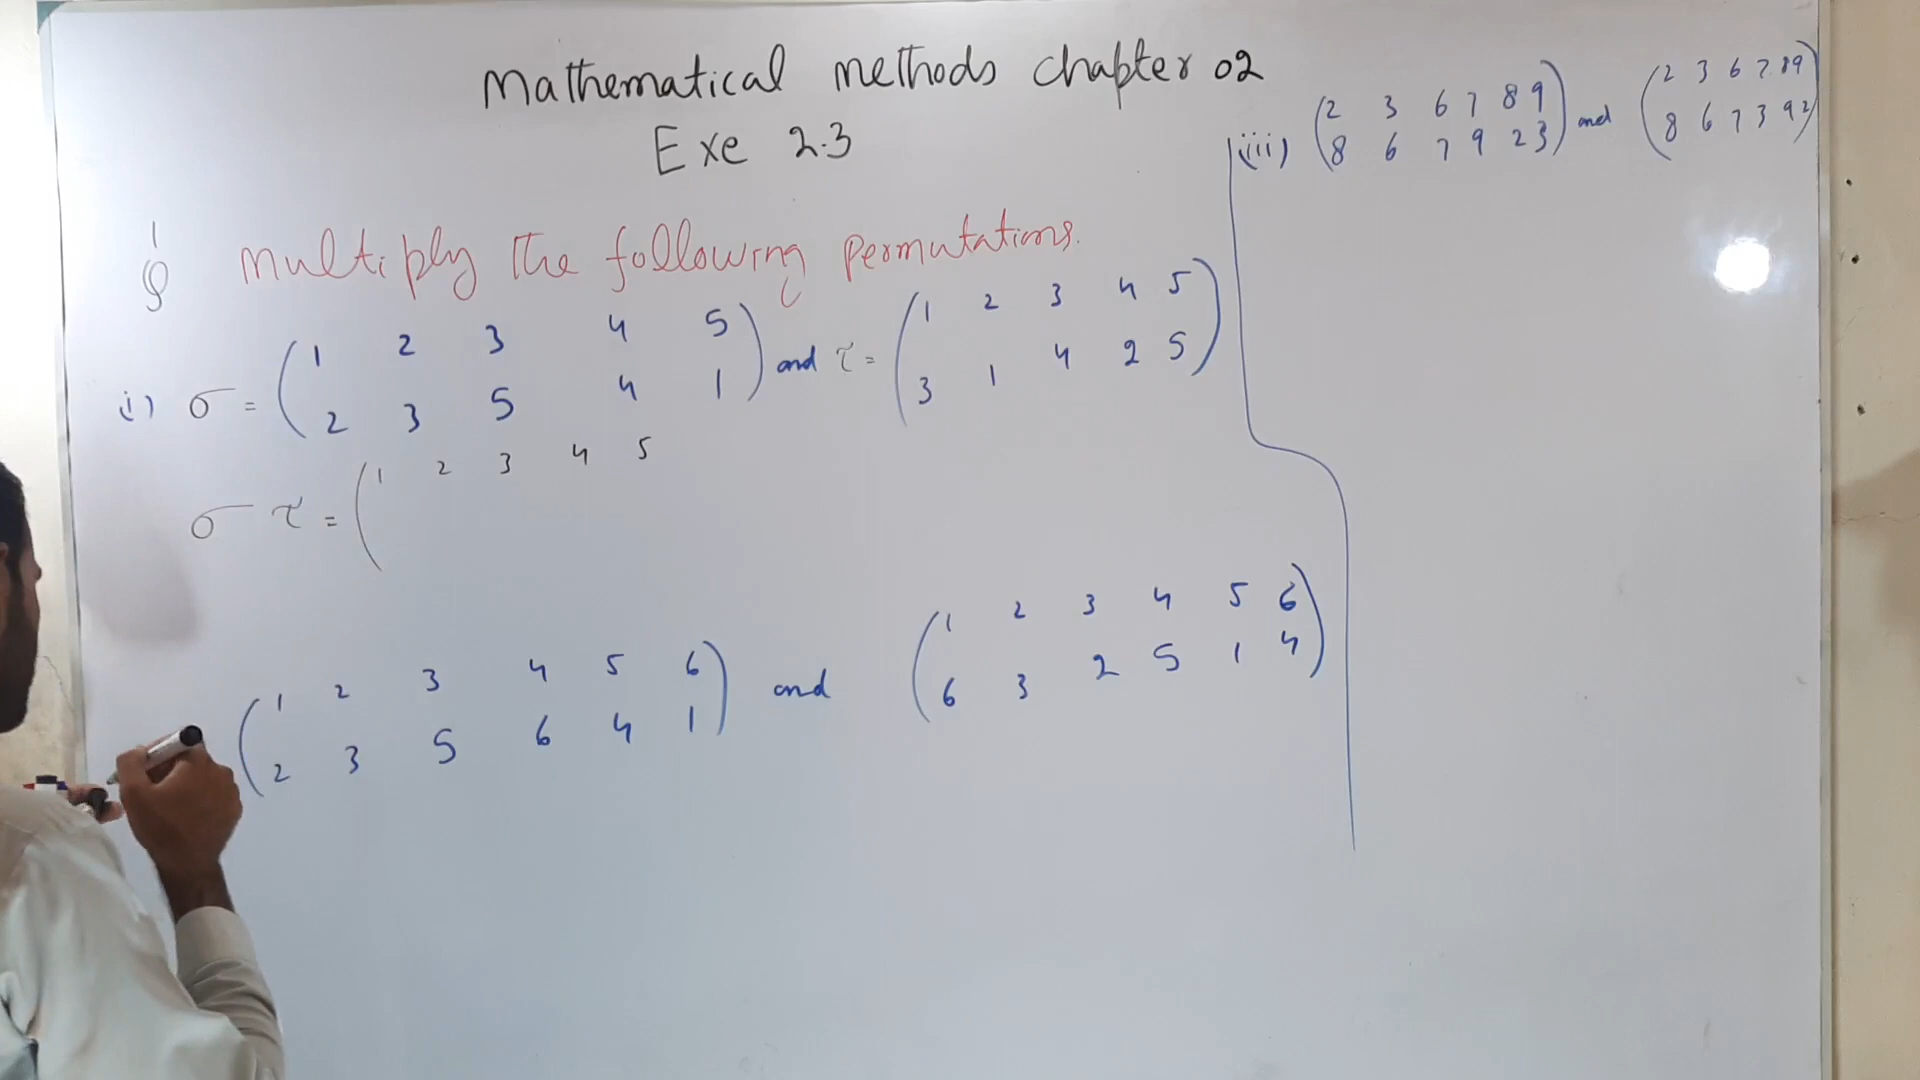 Mathematical methods chapter 02
Exe 2.3
Q 1 Multiply the following permutations.
(i) σ = ( 1 2 3 4 5 ) and τ = ( 1 2 3 4 5 )
2 3 5 4 1 3 1 4 2 5
σ τ = ( 1 2 3 4 5
( 1 2 3 4 5 6 ) and ( 1 2 3 4 5 6 )
2 3 5 6 4 1 6 3 2 5 1 4
(iii) ( 2 3 6 7 8 9 ) and ( 2 3 6 7 8 9 )
8 6 7 9 2 3 8 6 7 3 9 2